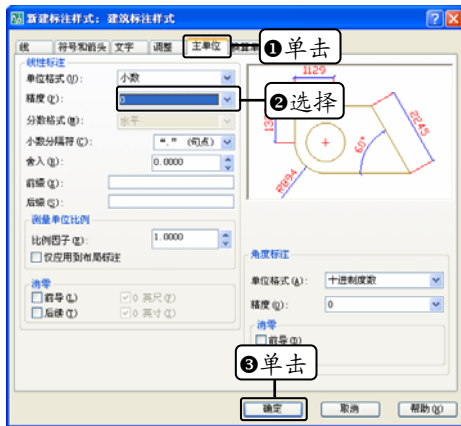 新建标注样式：建筑标注样式
线 符号和箭头 文字 调整 主单位
❶单击
线性标注
单位格式(U)： 小数
精度(P)： 0
❷选择
分数格式(M)： 水平
小数分隔符(C)： “.” (句点)
舍入(R)： 0.0000
前缀(X)：
后缀(S)：
测量单位比例
比例因子(E)： 1.0000
仅应用到布局标注
消零
前导(L) 0 英尺(F)
后续(T) 0 英寸(I)
1129
2245
60°
R894
角度标注
单位格式(A)： 十进制度数
精度(O)： 0
消零
前导(D)
❸单击
确定 取消 帮助(H)